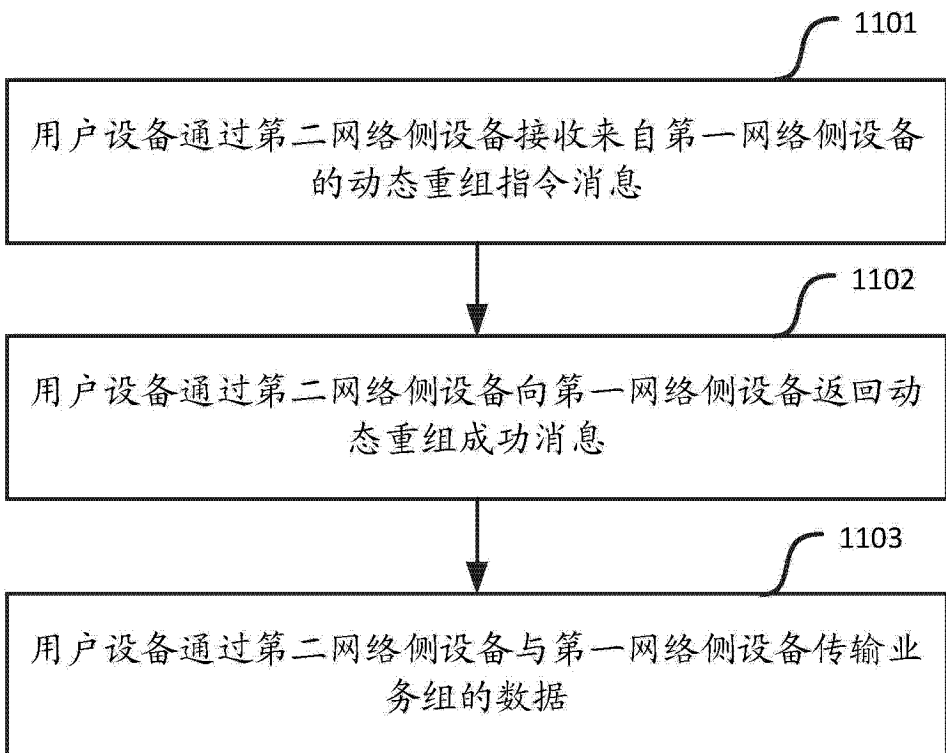 1101
用户设备通过第二网络侧设备接收来自第一网络侧设备
的动态重组指令消息
1102
用户设备通过第二网络侧设备向第一网络侧设备返回动
态重组成功消息
1103
用户设备通过第二网络侧设备与第一网络侧设备传输业
务组的数据